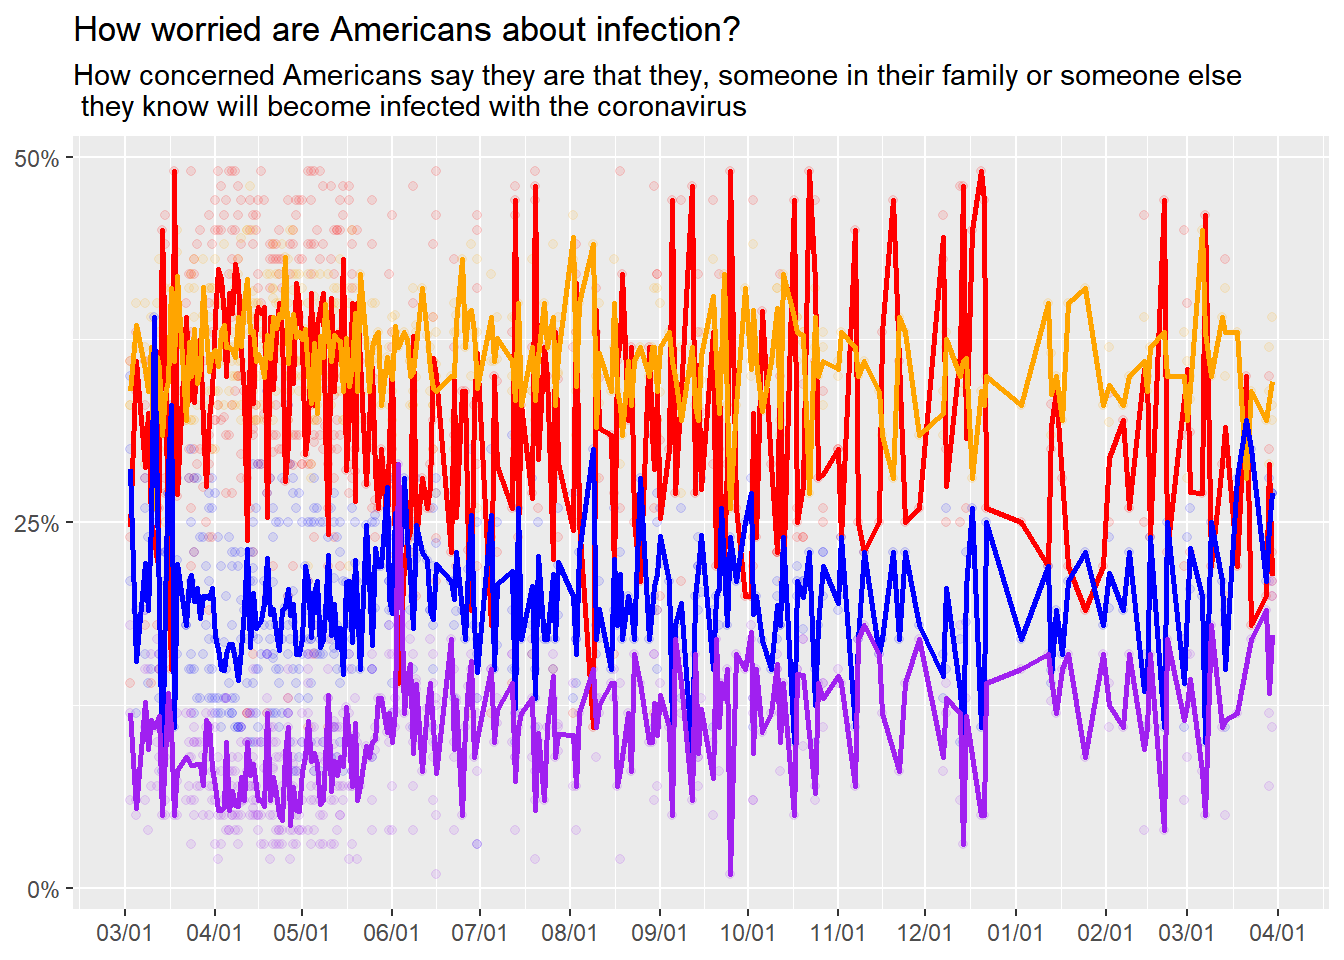 How worried are Americans about infection?
How concerned Americans say they are that they, someone in their family or someone else
they know will become infected with the coronavirus
50%
25%
0%
03/01 04/01 05/01 06/01 07/01 08/01 09/01 10/01 11/01 12/01 01/01 02/01 03/01 04/01